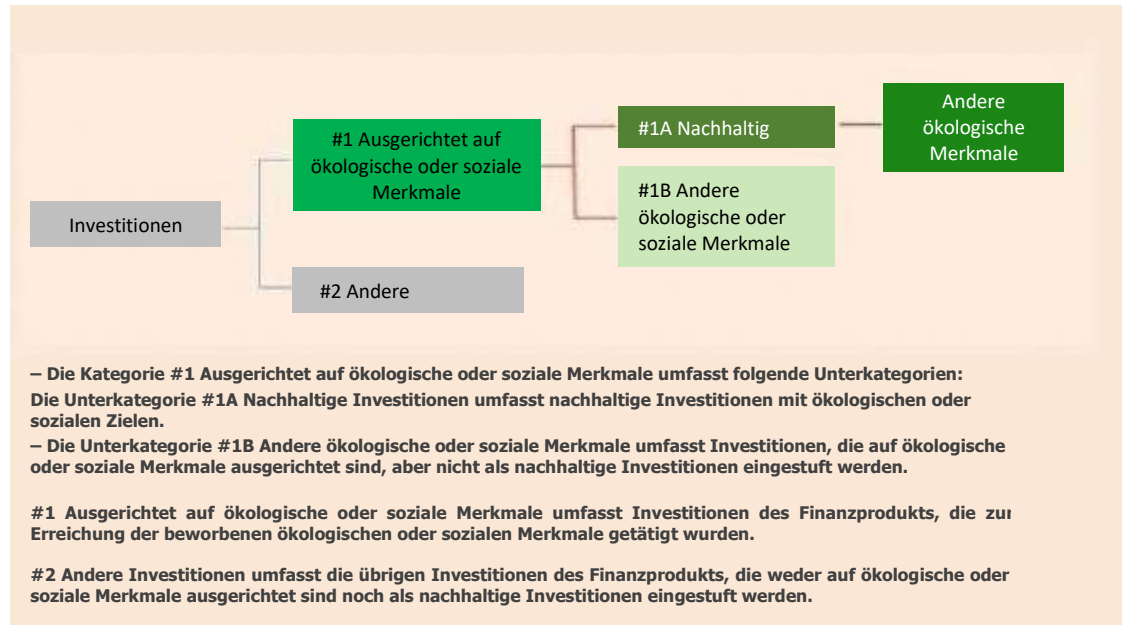 Andere
ökologische
Merkmale
#1 Ausgerichtet auf
ökologische oder soziale
Merkmale
#1A Nachhaltig
#1B Andere
ökologische oder
soziale Merkmale
Investitionen
#2 Andere
– Die Kategorie #1 Ausgerichtet auf ökologische oder soziale Merkmale umfasst folgende Unterkategorien:
Die Unterkategorie #1A Nachhaltige Investitionen umfasst nachhaltige Investitionen mit ökologischen oder
sozialen Zielen.
– Die Unterkategorie #1B Andere ökologische oder soziale Merkmale umfasst Investitionen, die auf ökologische
oder soziale Merkmale ausgerichtet sind, aber nicht als nachhaltige Investitionen eingestuft werden.
#1 Ausgerichtet auf ökologische oder soziale Merkmale umfasst Investitionen des Finanzprodukts, die zur
Erreichung der beworbenen ökologischen oder sozialen Merkmale getätigt wurden.
#2 Andere Investitionen umfasst die übrigen Investitionen des Finanzprodukts, die weder auf ökologische oder
soziale Merkmale ausgerichtet sind noch als nachhaltige Investitionen eingestuft werden.